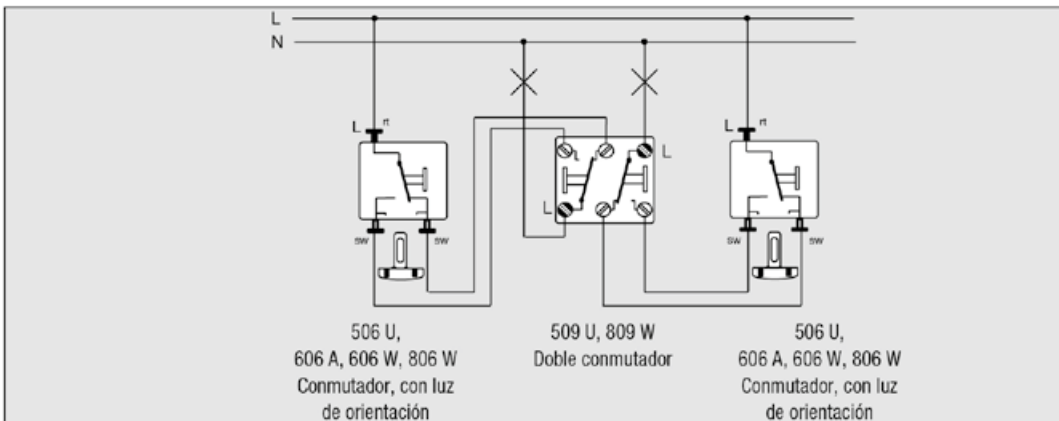 L
N
L rt
L rt
L
L
sw sw
sw sw
506 U,
606 A, 606 W, 806 W
Conmutador, con luz
de orientación
509 U, 809 W
Doble conmutador
506 U,
606 A, 606 W, 806 W
Conmutador, con luz
de orientación